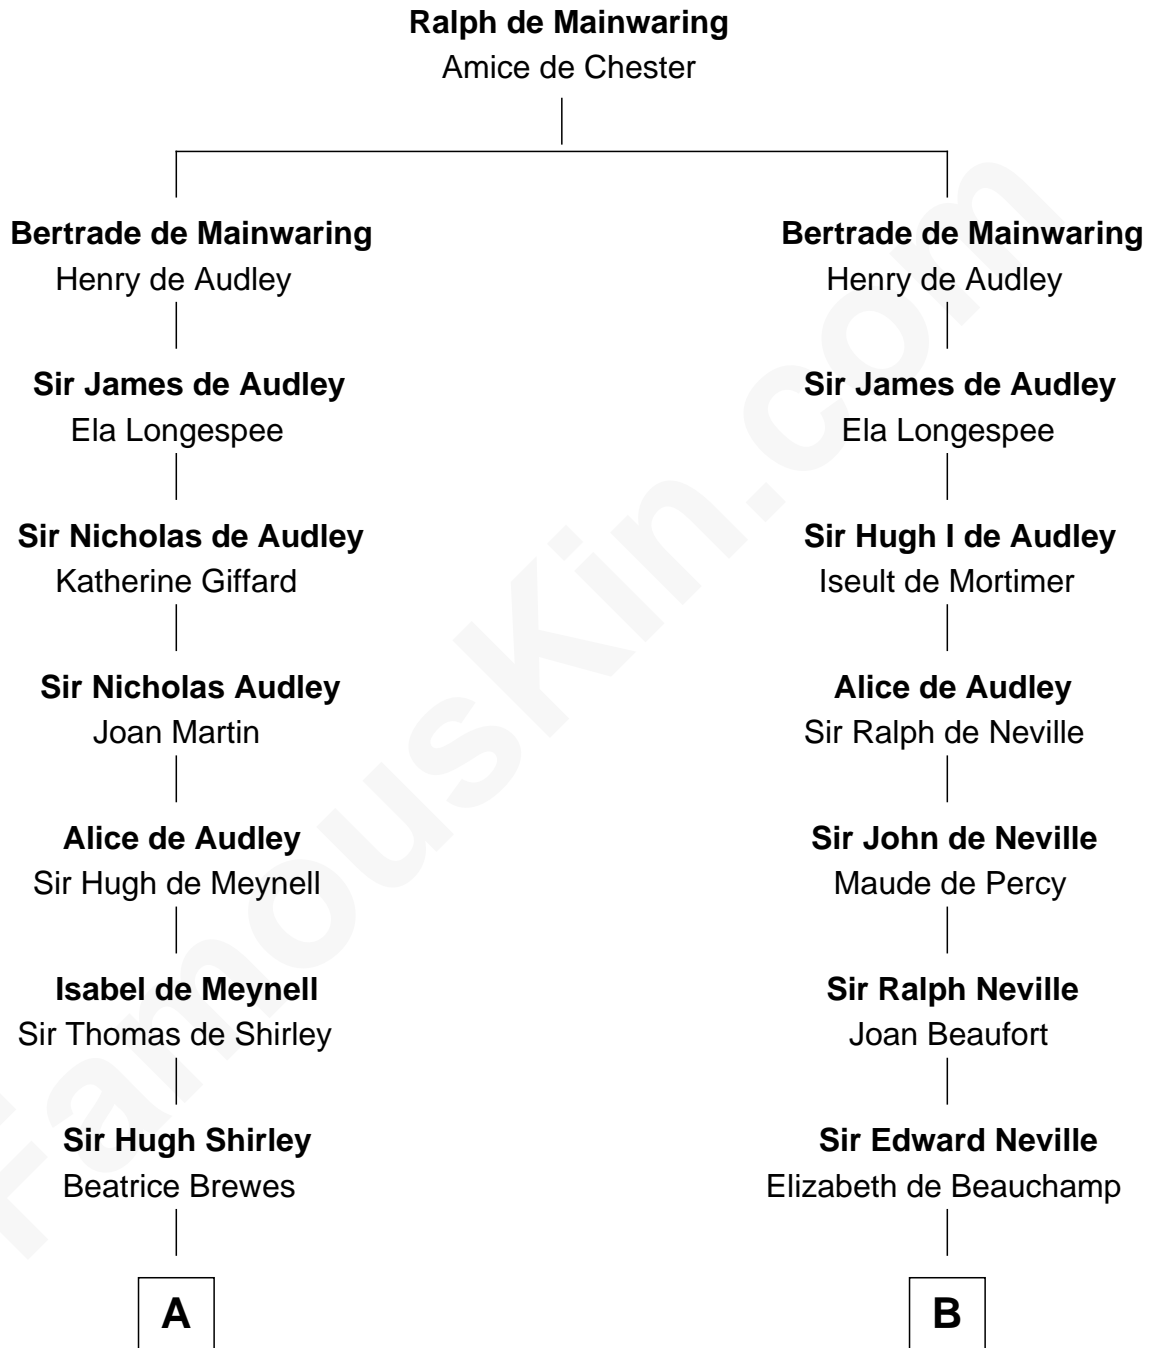 Ralph de Mainwaring
Amice de Chester
Bertrade de Mainwaring
Henry de Audley
Sir James de Audley
Ela Longespee
Sir Nicholas de Audley
Katherine Giffard
Sir Nicholas Audley
Joan Martin
Alice de Audley
Sir Hugh de Meynell
Isabel de Meynell
Sir Thomas de Shirley
Sir Hugh Shirley
Beatrice Brewes
A
Bertrade de Mainwaring
Henry de Audley
Sir James de Audley
Ela Longespee
Sir Hugh I de Audley
Iseult de Mortimer
Alice de Audley
Sir Ralph de Neville
Sir John de Neville
Maude de Percy
Sir Ralph Neville
Joan Beaufort
Sir Edward Neville
Elizabeth de Beauchamp
B
FamousKin.com